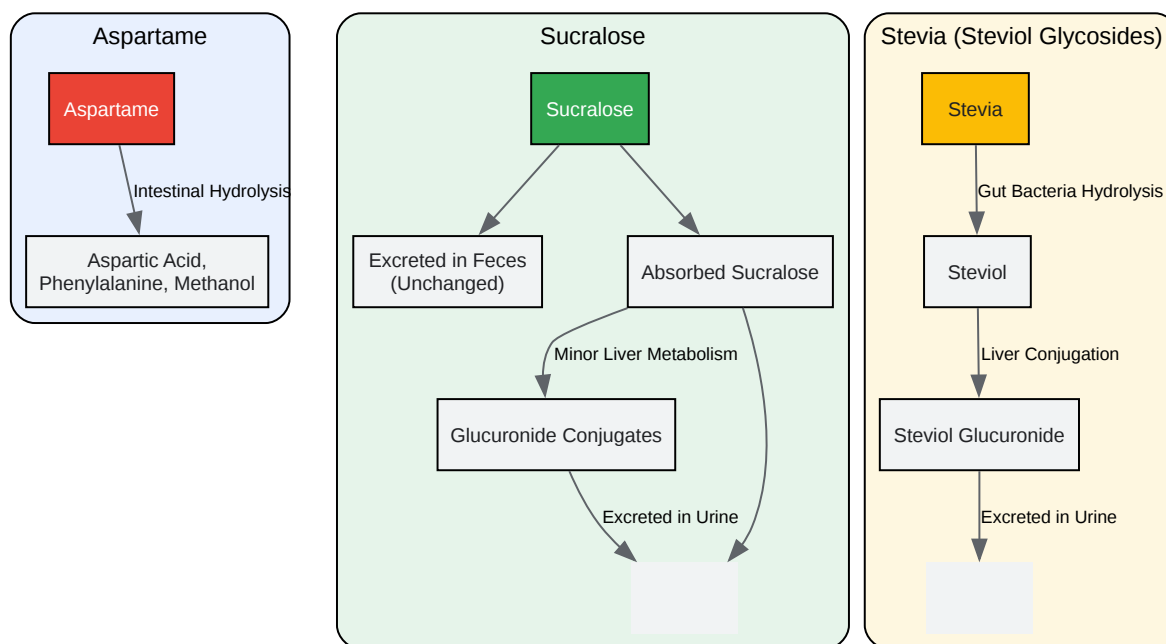 Aspartame
Aspartame
Intestinal Hydrolysis
Aspartic Acid,
Phenylalanine, Methanol
Sucralose
Sucralose
Excreted in Feces
(Unchanged)
Absorbed Sucralose
Minor Liver Metabolism
Glucuronide Conjugates
Excreted in Urine
Stevia (Steviol Glycosides)
Stevia
Gut Bacteria Hydrolysis
Steviol
Liver Conjugation
Steviol Glucuronide
Excreted in Urine